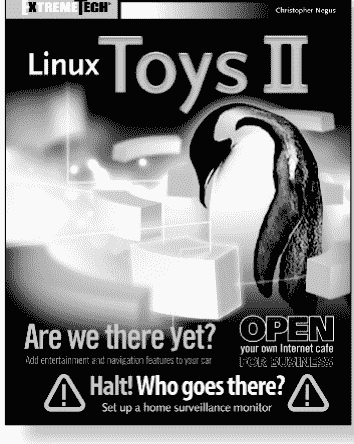 EXTREMETECH®
Christopher Negus
Linux Toys II
Are we there yet?
Add entertainment and navigation features to your car
OPEN
your own Internet cafe
FOR BUSINESS
Halt! Who goes there?
Set up a home surveillance monitor